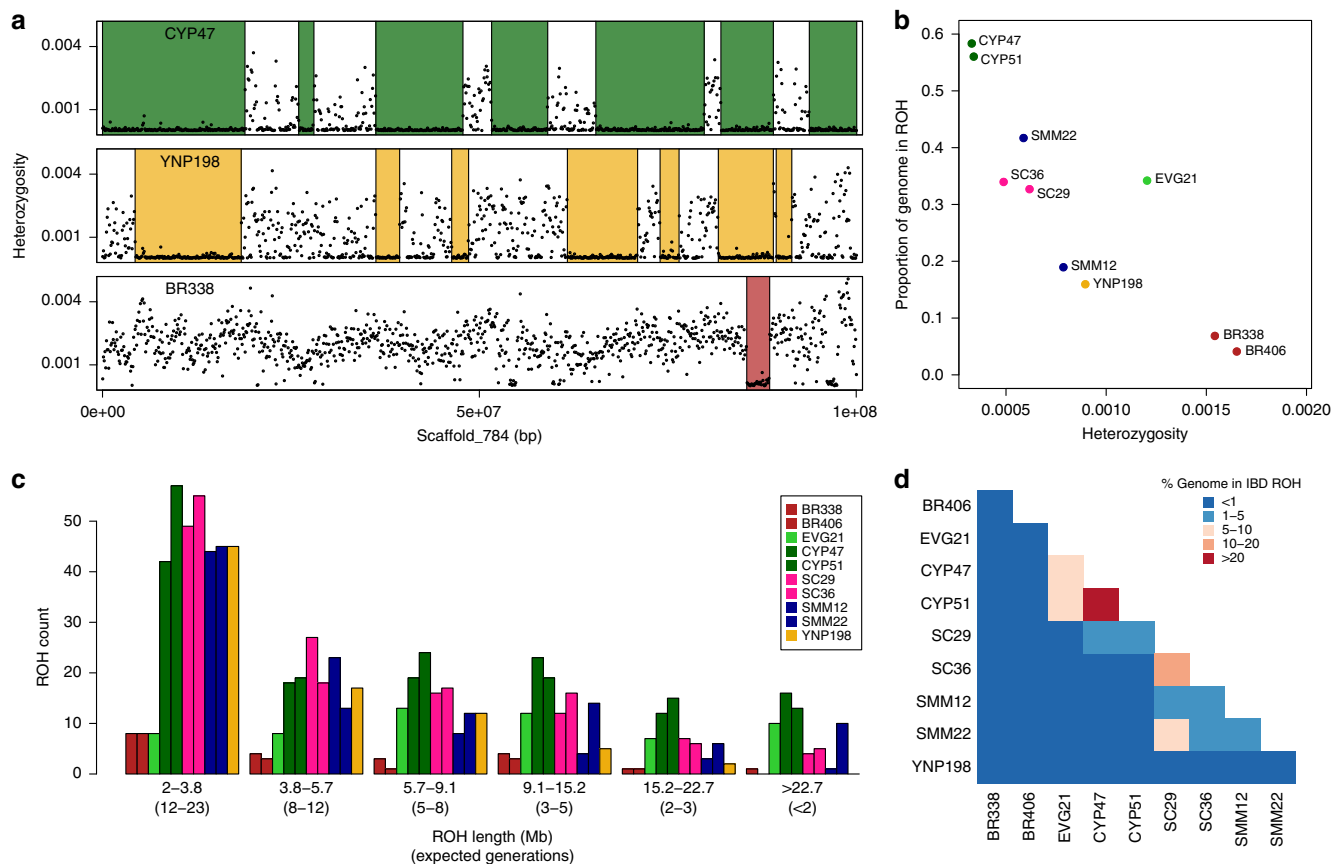 a
CYP47
0.004
0.001
YNP198
0.004
0.001
BR338
0.004
0.001
Heterozygosity
0e+00 5e+07 1e+08
Scaffold_784 (bp)
b
0.6
0.5
0.4
0.3
0.2
0.1
0.0
Proportion of genome in ROH
CYP47
CYP51
SMM22
SC36
SC29
EVG21
SMM12
YNP198
BR338
BR406
0.0005 0.0010 0.0015 0.0020
Heterozygosity
c
50
40
30
20
10
0
ROH count
BR338
BR406
EVG21
CYP47
CYP51
SC29
SC36
SMM12
SMM22
YNP198
2–3.8 3.8–5.7 5.7–9.1 9.1–15.2 15.2–22.7 >22.7
(12–23) (8–12) (5–8) (3–5) (2–3) (<2)
ROH length (Mb)
(expected generations)
d
% Genome in IBD ROH
<1
1–5
5–10
10–20
>20
BR406
EVG21
CYP47
CYP51
SC29
SC36
SMM12
SMM22
YNP198
BR338
BR406
EVG21
CYP47
CYP51
SC29
SC36
SMM12
SMM22